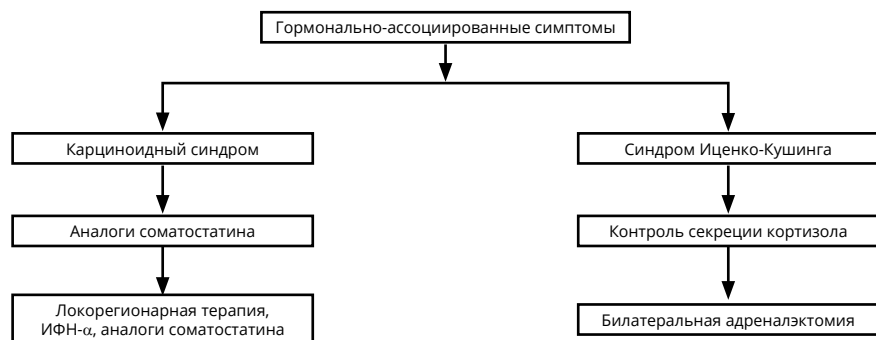 Гормонально-ассоциированные симптомы
Карциноидный синдром
Синдром Иценко-Кушинга
Аналоги соматостатина
Контроль секреции кортизола
Локорегионарная терапия,
ИФН-α, аналоги соматостатина
Билатеральная адреналэктомия